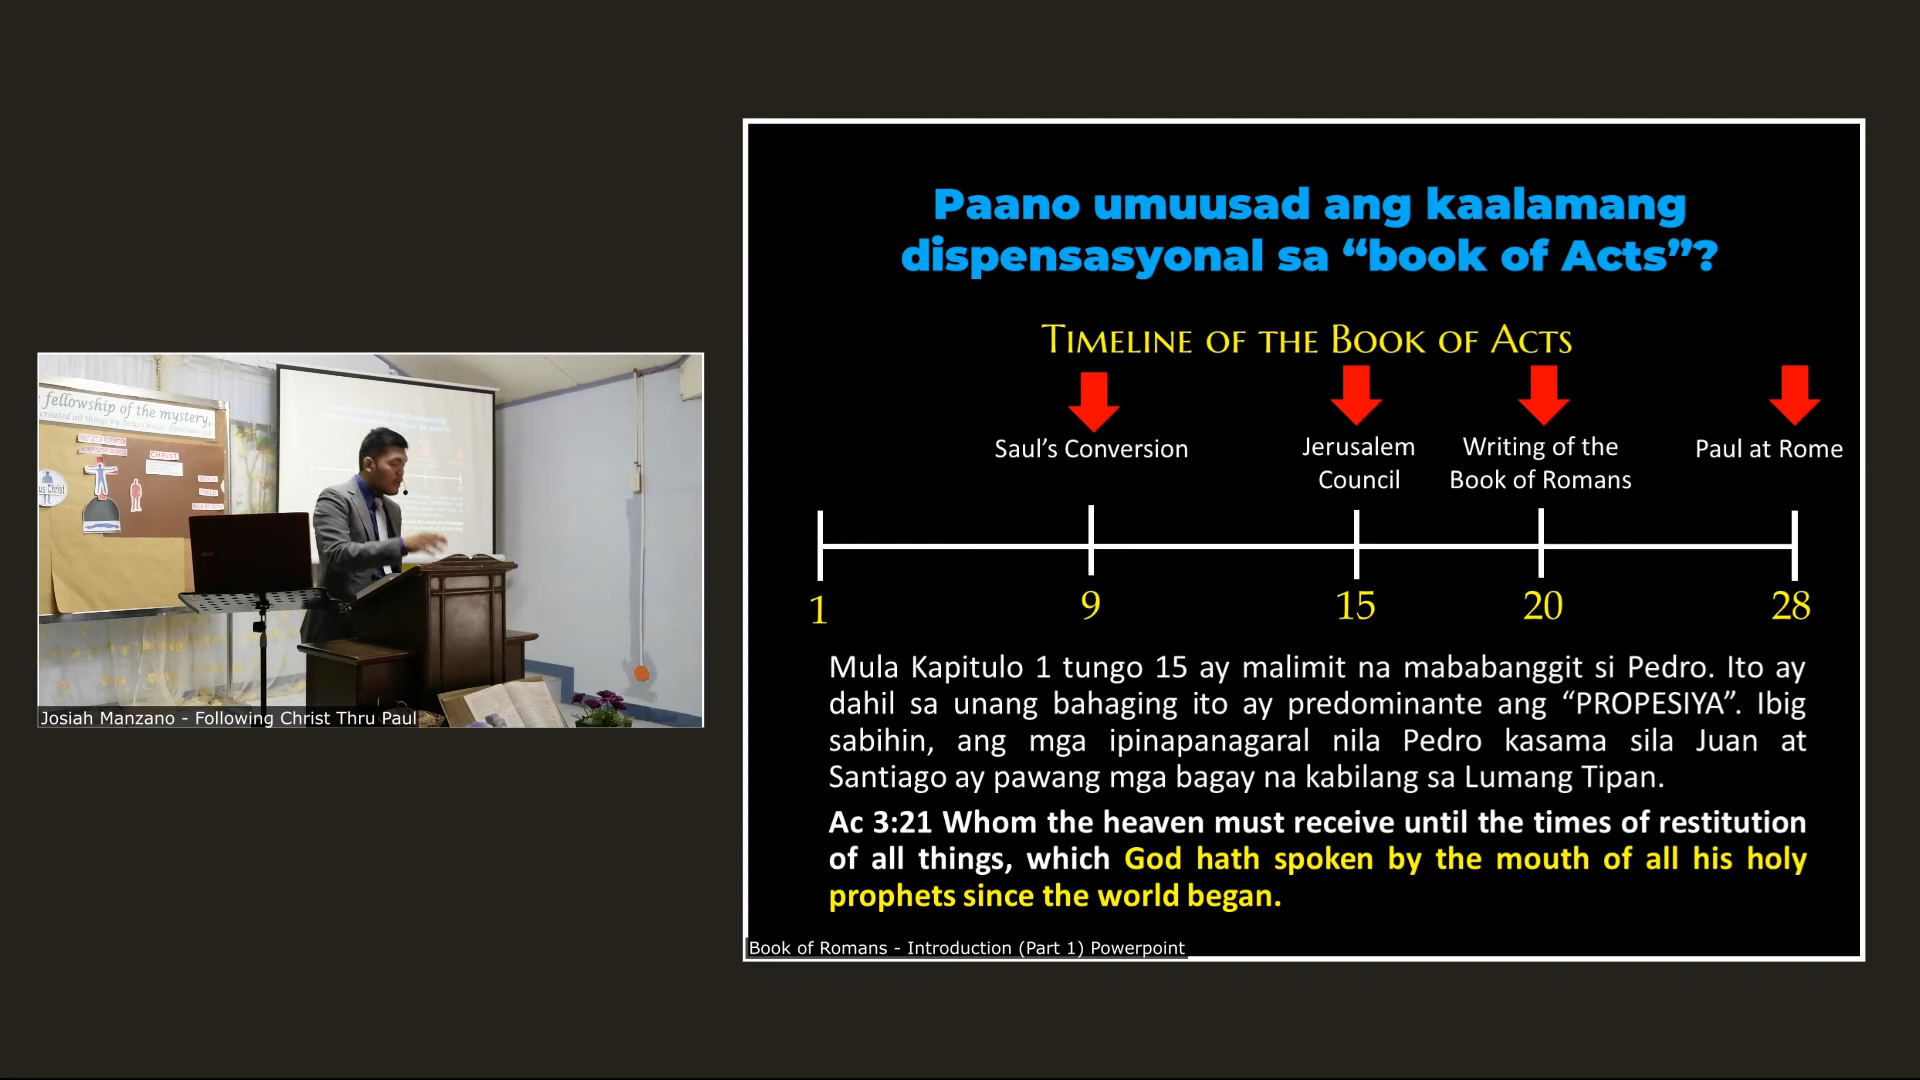 fellowship of the mystery,
CHRIST
us Christ
Josiah Manzano - Following Christ Thru Paul
Paano umuusad ang kaalamang
dispensasyonal sa “book of Acts”?
Timeline of the Book of Acts
Saul’s Conversion
Jerusalem
Council
Writing of the
Book of Romans
Paul at Rome
1 9 15 20 28
Mula Kapitulo 1 tungo 15 ay malimit na mababanggit si Pedro. Ito ay
dahil sa unang bahaging ito ay predominante ang “PROPESIYA”. Ibig
sabihin, ang mga ipinapanagaral nila Pedro kasama sila Juan at
Santiago ay pawang mga bagay na kabilang sa Lumang Tipan.
Ac 3:21 Whom the heaven must receive until the times of restitution
of all things, which God hath spoken by the mouth of all his holy
prophets since the world began.
Book of Romans - Introduction (Part 1) Powerpoint